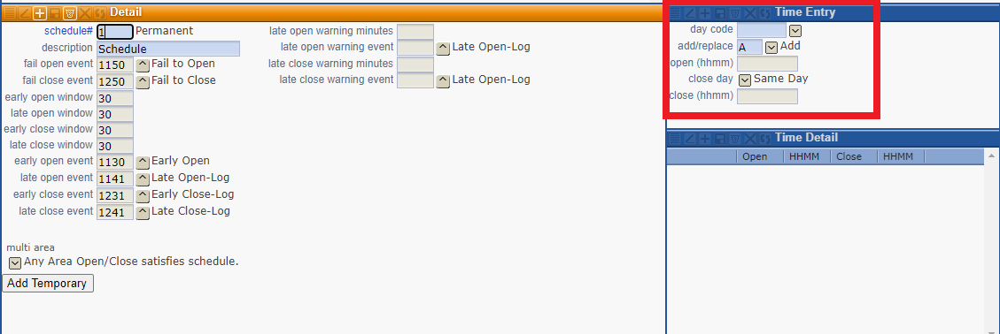 Detail
schedule# 1 Permanent
description Schedule
fail open event 1150 Fail to Open
fail close event 1250 Fail to Close
early open window 30
late open window 30
early close window 30
late close window 30
early open event 1130 Early Open
late open event 1141 Late Open-Log
early close event 1231 Early Close-Log
late close event 1241 Late Close-Log
multi area
Any Area Open/Close satisfies schedule.
Add Temporary
late open warning minutes
late open warning event Late Open-Log
late close warning minutes
late close warning event Late Open-Log
Time Entry
day code
add/replace A Add
open (hhmm)
close day Same Day
close (hhmm)
Time Detail
Open HHMM Close HHMM